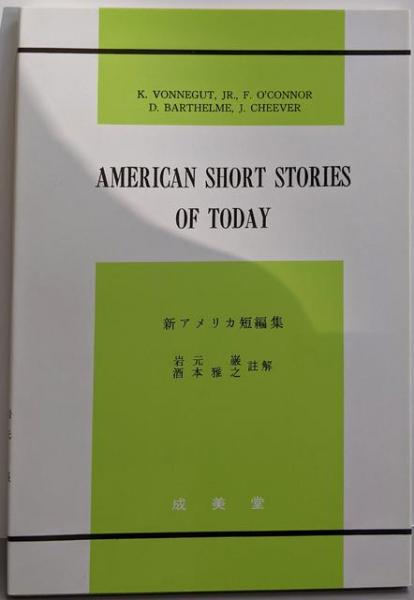 K. VONNEGUT, JR., F. O'CONNOR
D. BARTHELME, J. CHEEVER
AMERICAN SHORT STORIES
OF TODAY
新アメリカ短編集
岩元 巌
酒本雅之 註解
成美堂